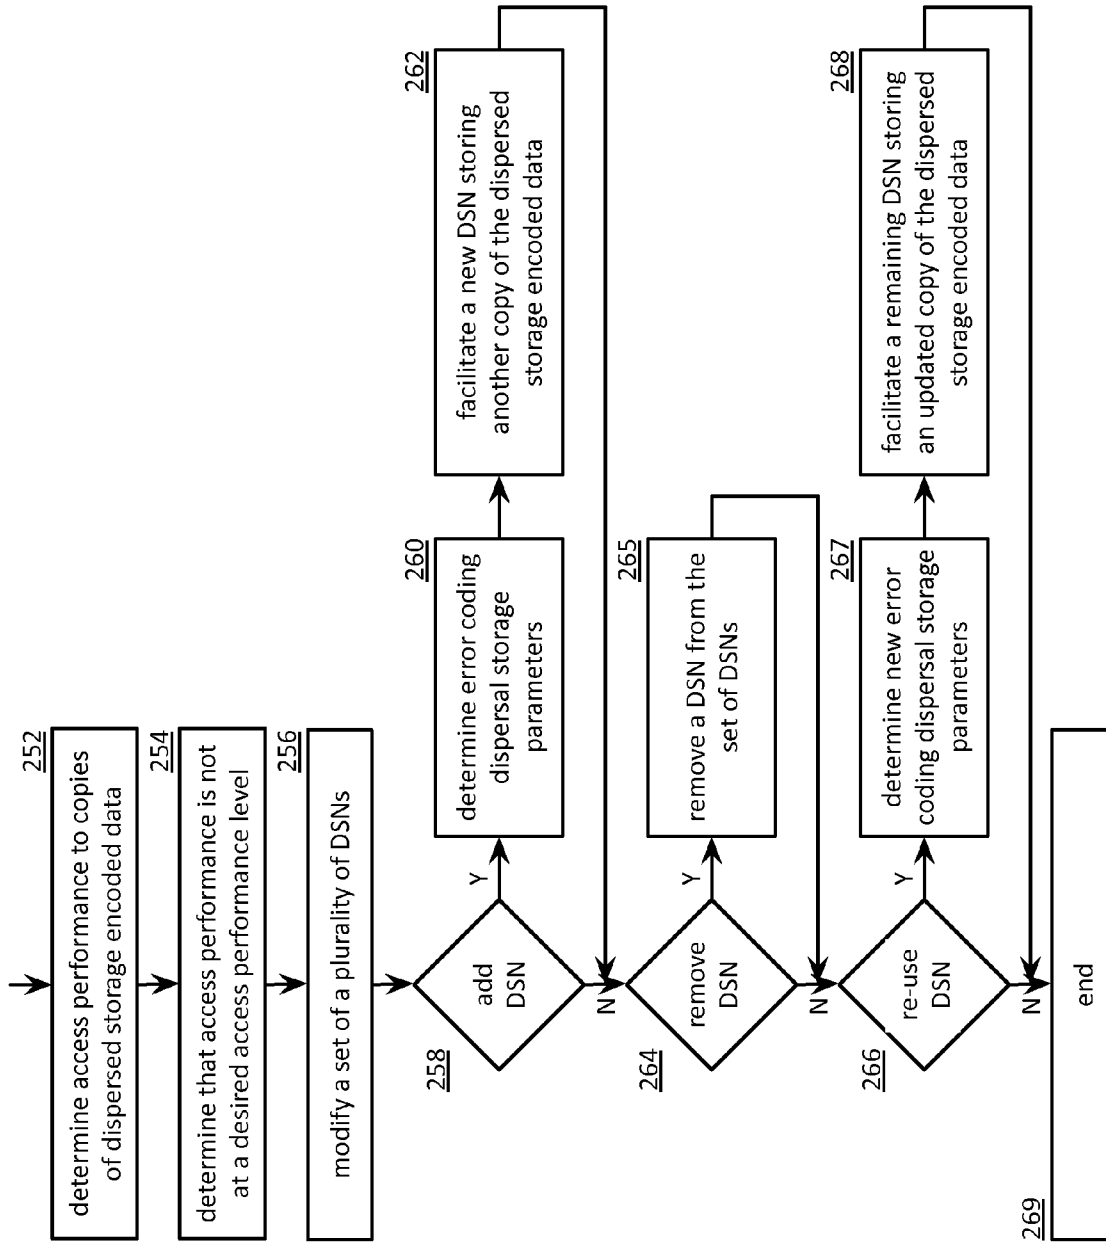 252
determine access performance to copies
of dispersed storage encoded data
254
determine that access performance is not
at a desired access performance level
256
modify a set of a plurality of DSNs
258
add
DSN
Y
N
260
determine error coding
dispersal storage
parameters
262
facilitate a new DSN storing
another copy of the dispersed
storage encoded data
264
remove
DSN
Y
N
265
remove a DSN from the
set of DSNs
266
re-use
DSN
Y
N
267
determine new error
coding dispersal storage
parameters
268
facilitate a remaining DSN storing
an updated copy of the dispersed
storage encoded data
269
end